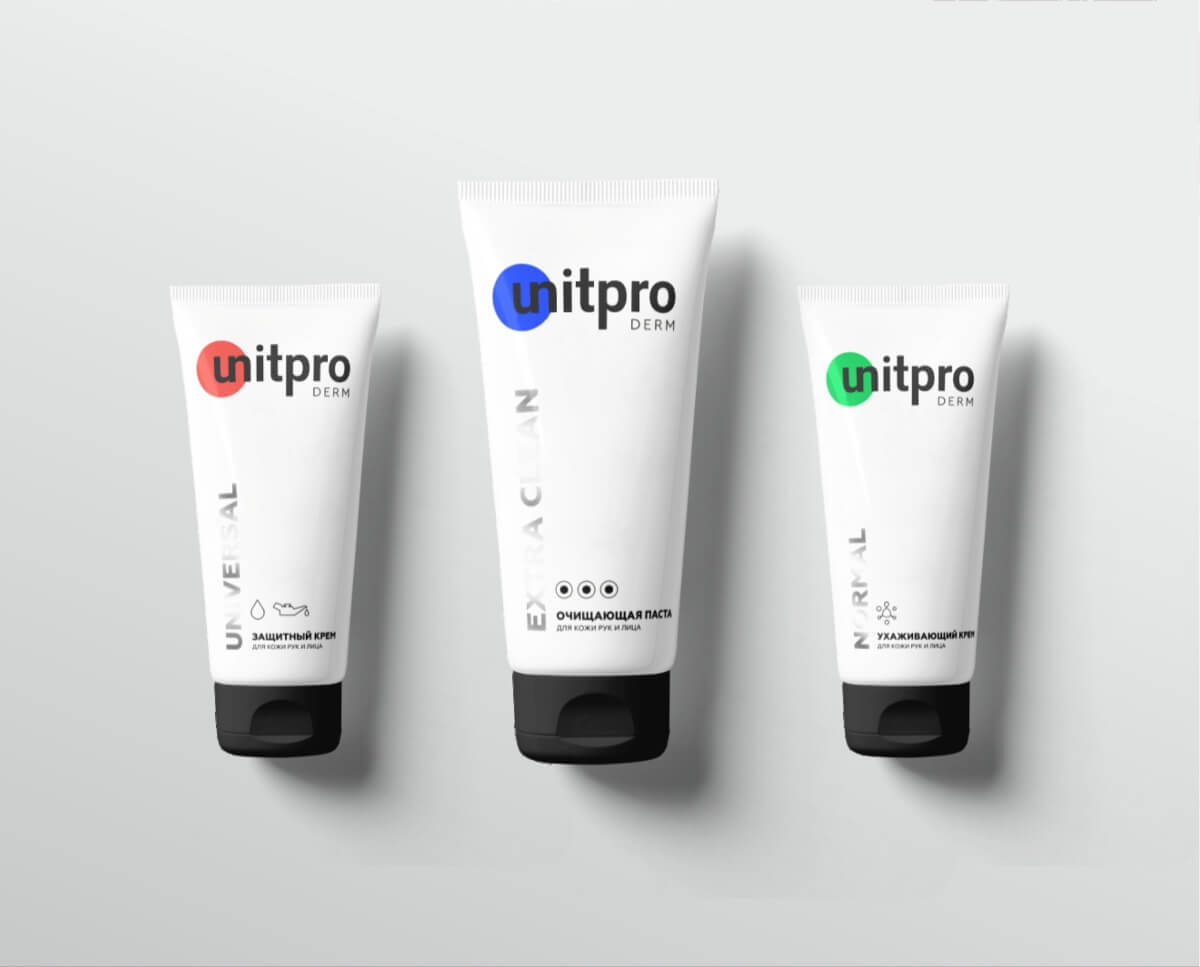 unitpro
DERM
UNIVERSAL
ЗАЩИТНЫЙ КРЕМ
ДЛЯ КОЖИ РУК И ЛИЦА
unitpro
DERM
EXTRA CLEAN
ОЧИЩАЮЩАЯ ПАСТА
ДЛЯ КОЖИ РУК И ЛИЦА
unitpro
DERM
NORMAL
УХАЖИВАЮЩИЙ КРЕМ
ДЛЯ КОЖИ РУК И ЛИЦА